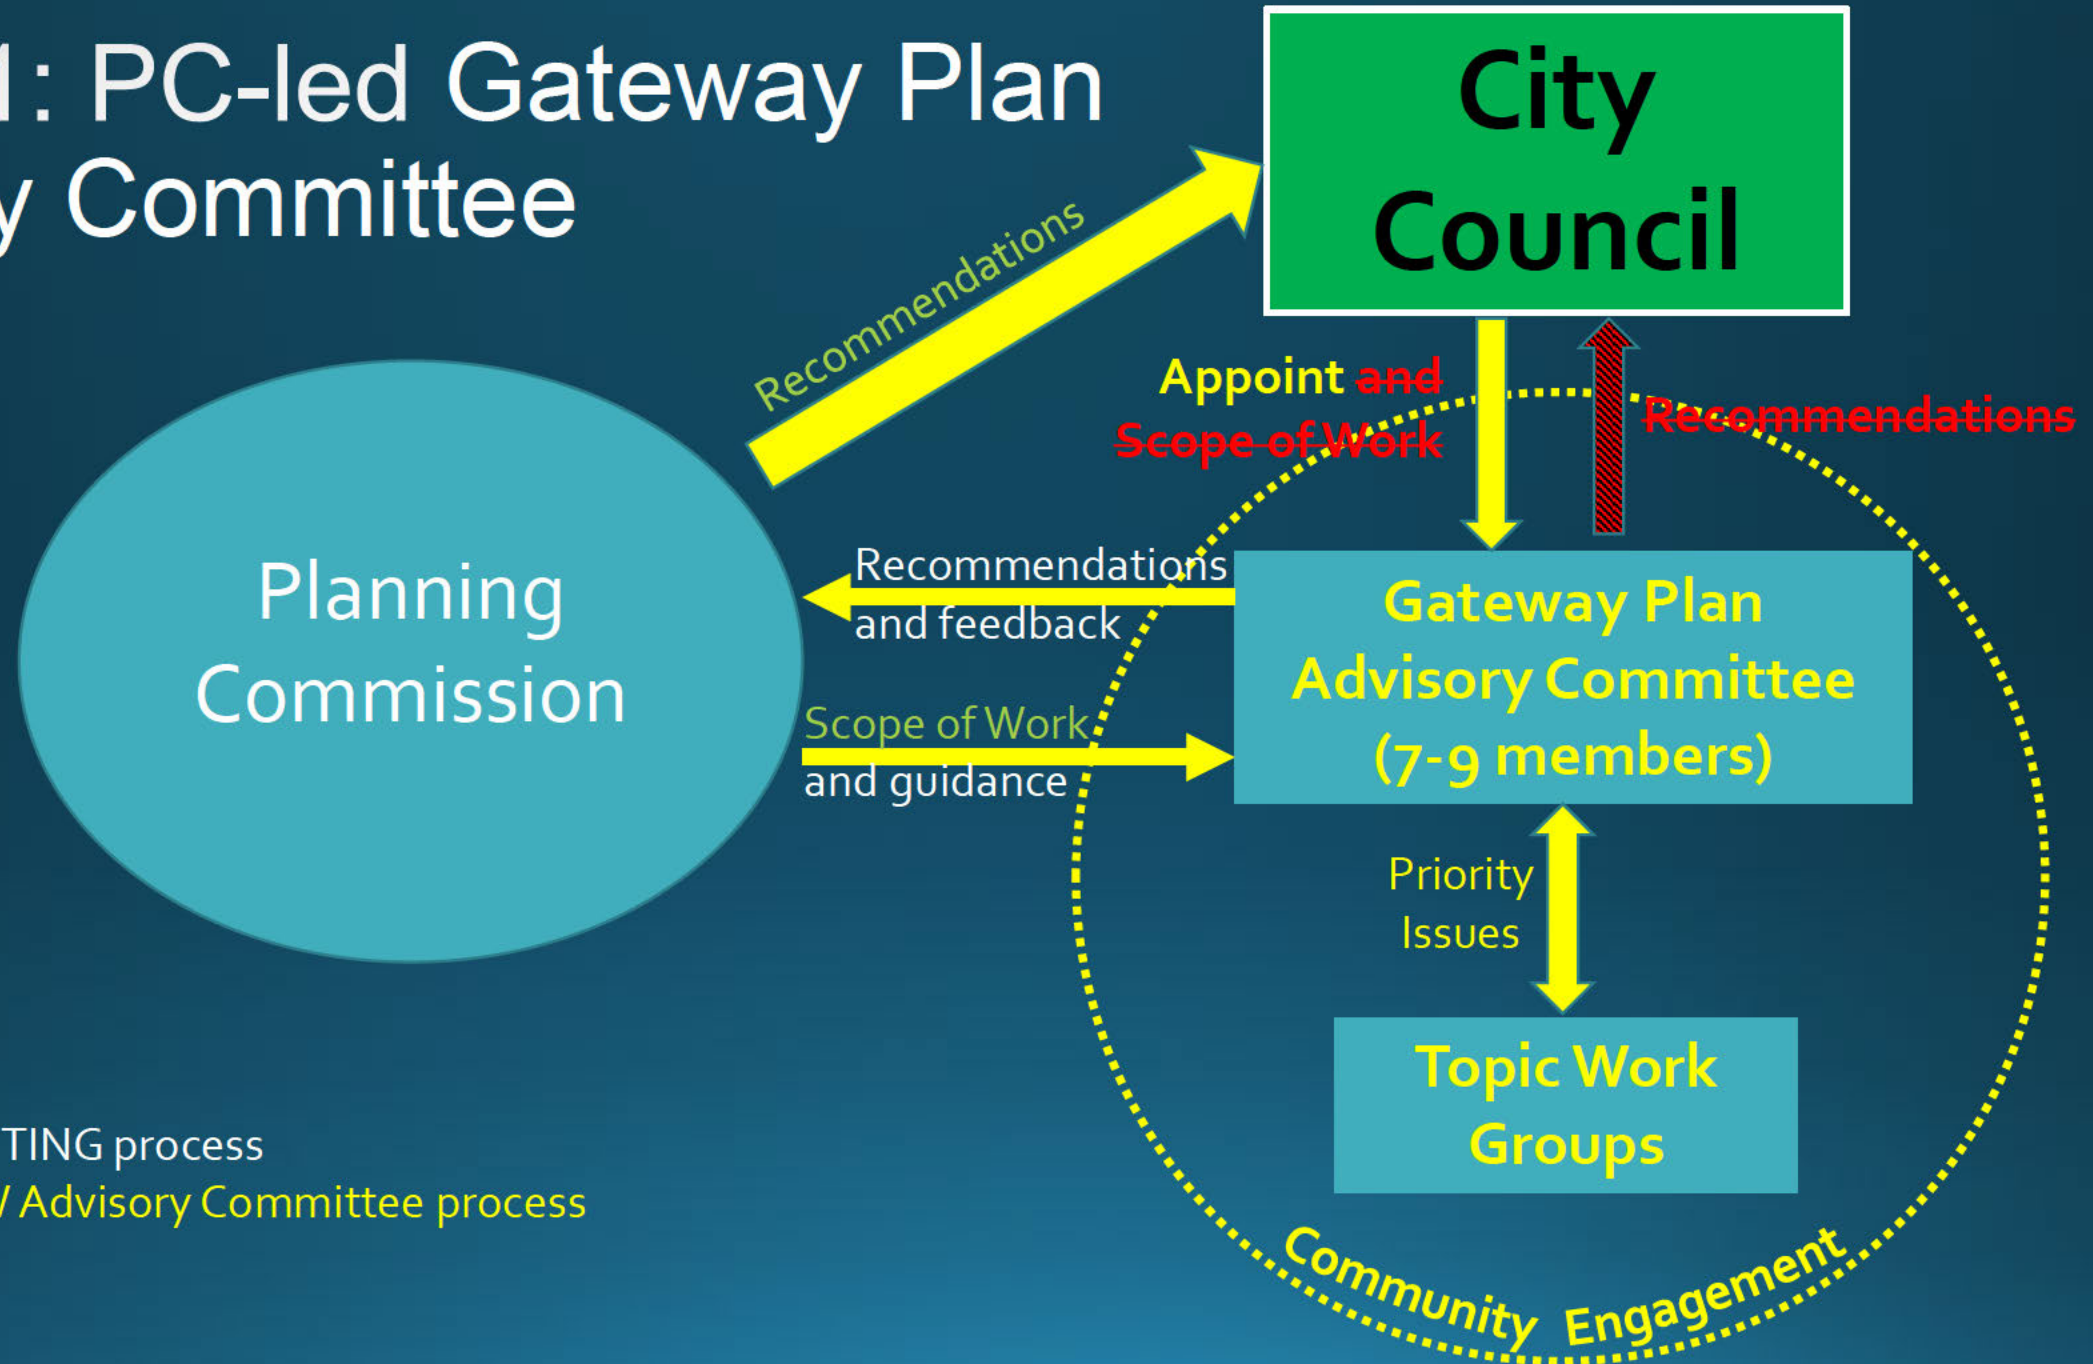 1: PC-led Gateway Plan
y Committee
City
Council
Recommendations
Appoint and
Scope of Work
Recommendations
Planning
Commission
Recommendations
and feedback
Scope of Work
and guidance
Gateway Plan
Advisory Committee
(7-9 members)
Priority
Issues
Topic Work
Groups
TING process
Advisory Committee process
Community Engagement